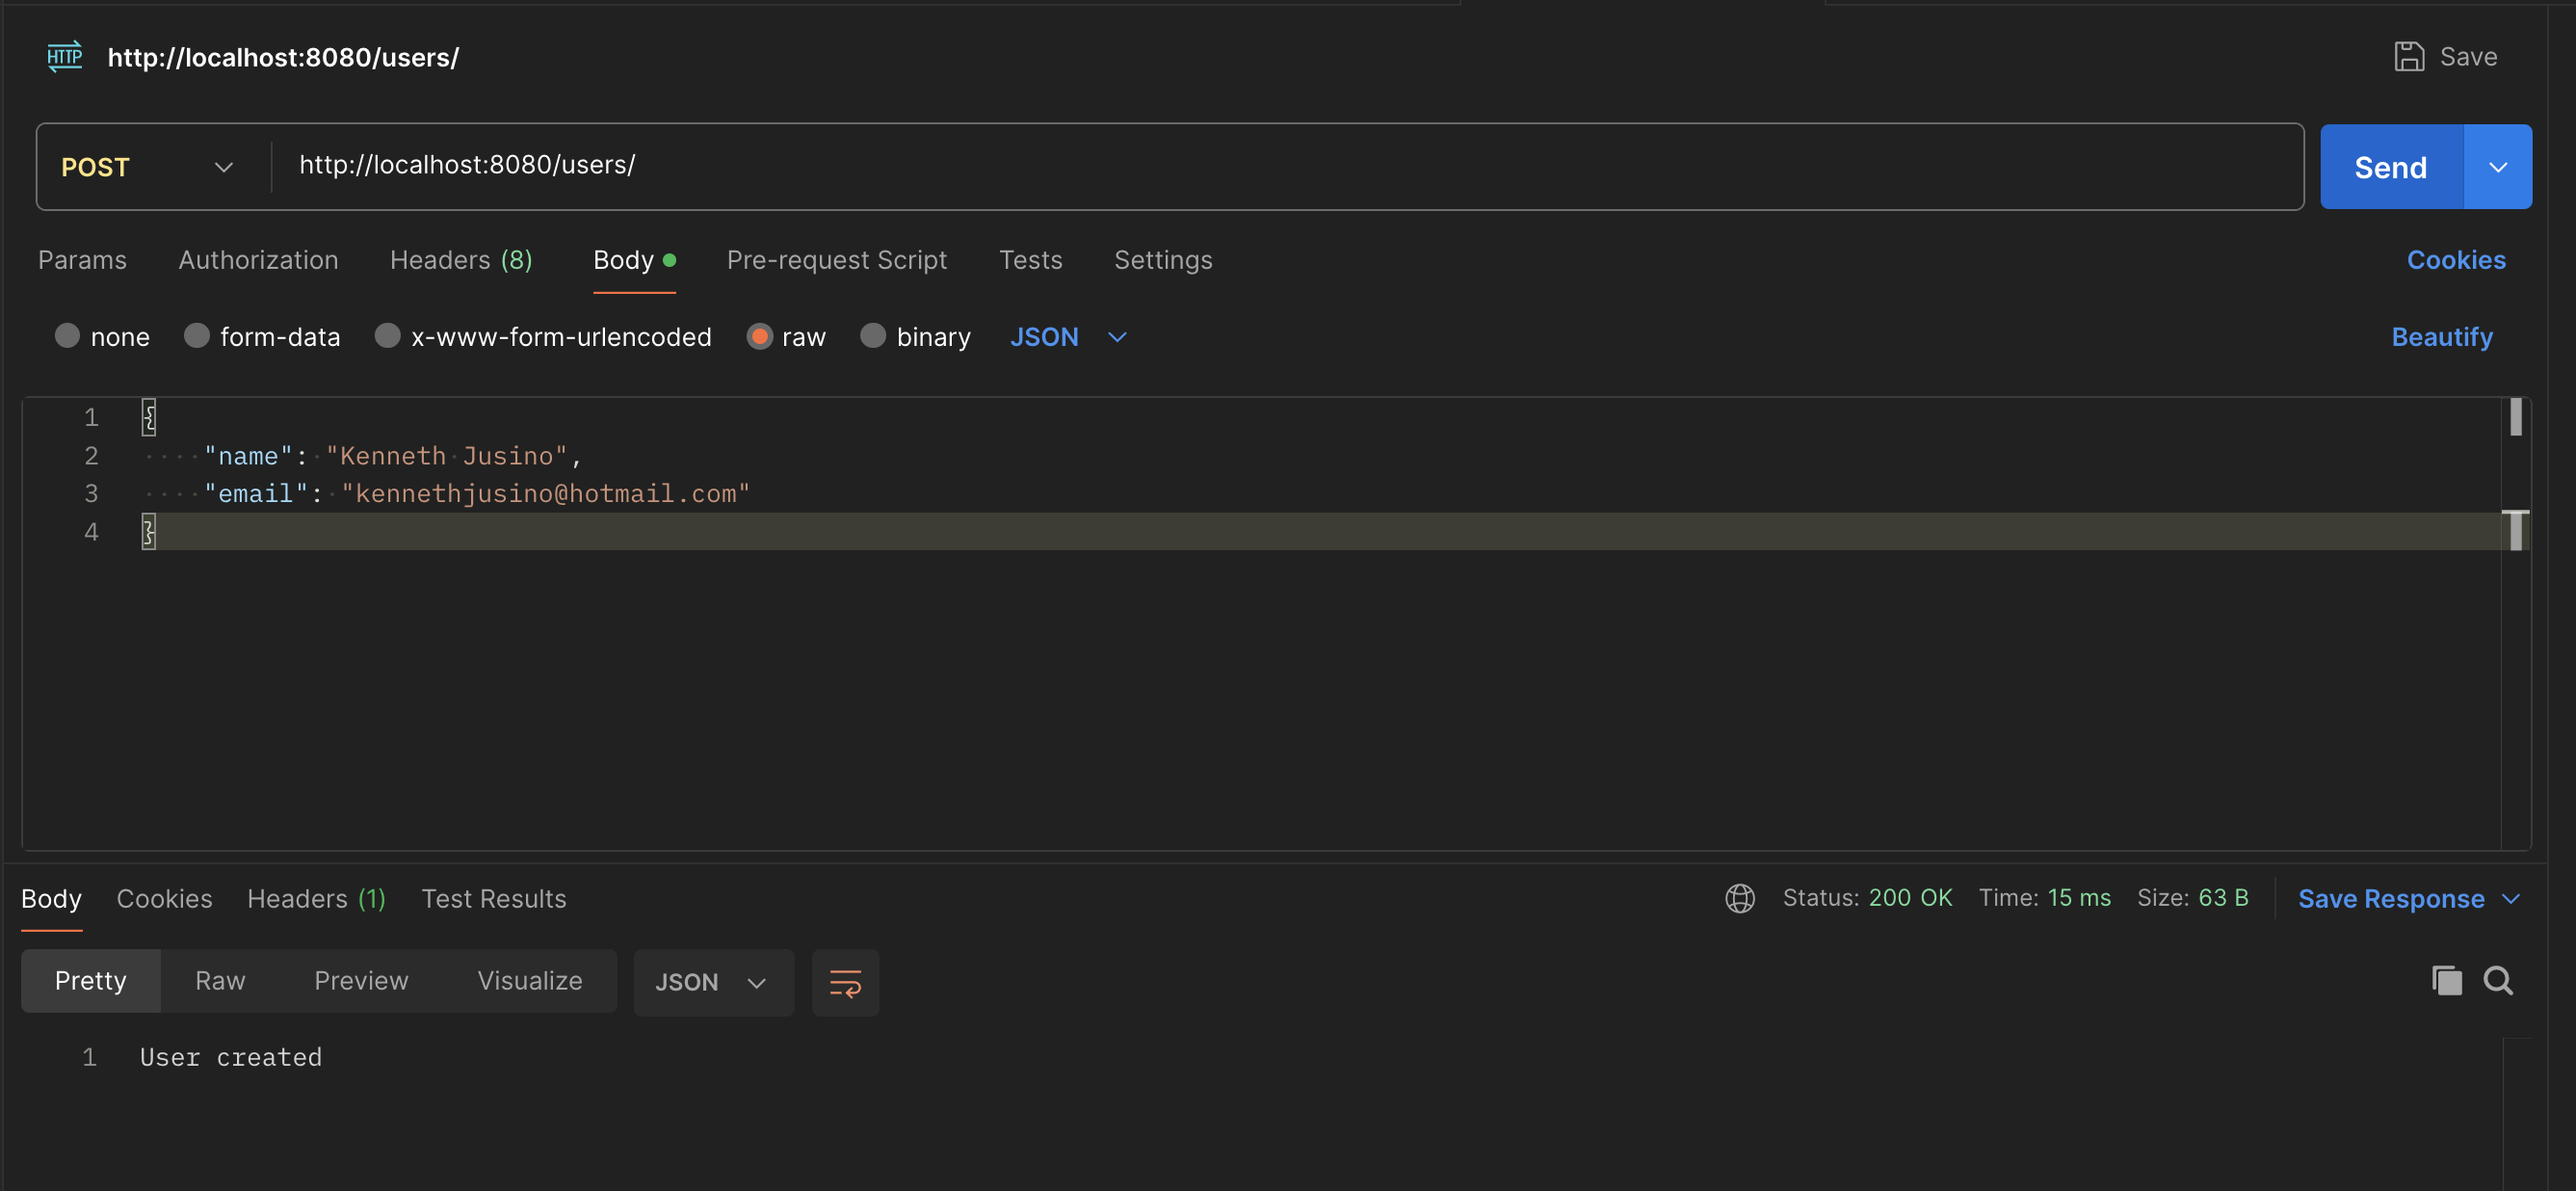 HTTP http://localhost:8080/users/ Save
POST http://localhost:8080/users/ Send
Params Authorization Headers (8) Body Pre-request Script Tests Settings Cookies
none form-data x-www-form-urlencoded raw binary JSON Beautify
1 {
2 "name": "Kenneth Jusino",
3 "email": "kennethjusino@hotmail.com"
4 }
Body Cookies Headers (1) Test Results Status: 200 OK Time: 15 ms Size: 63 B Save Response
Pretty Raw Preview Visualize JSON
1 User created